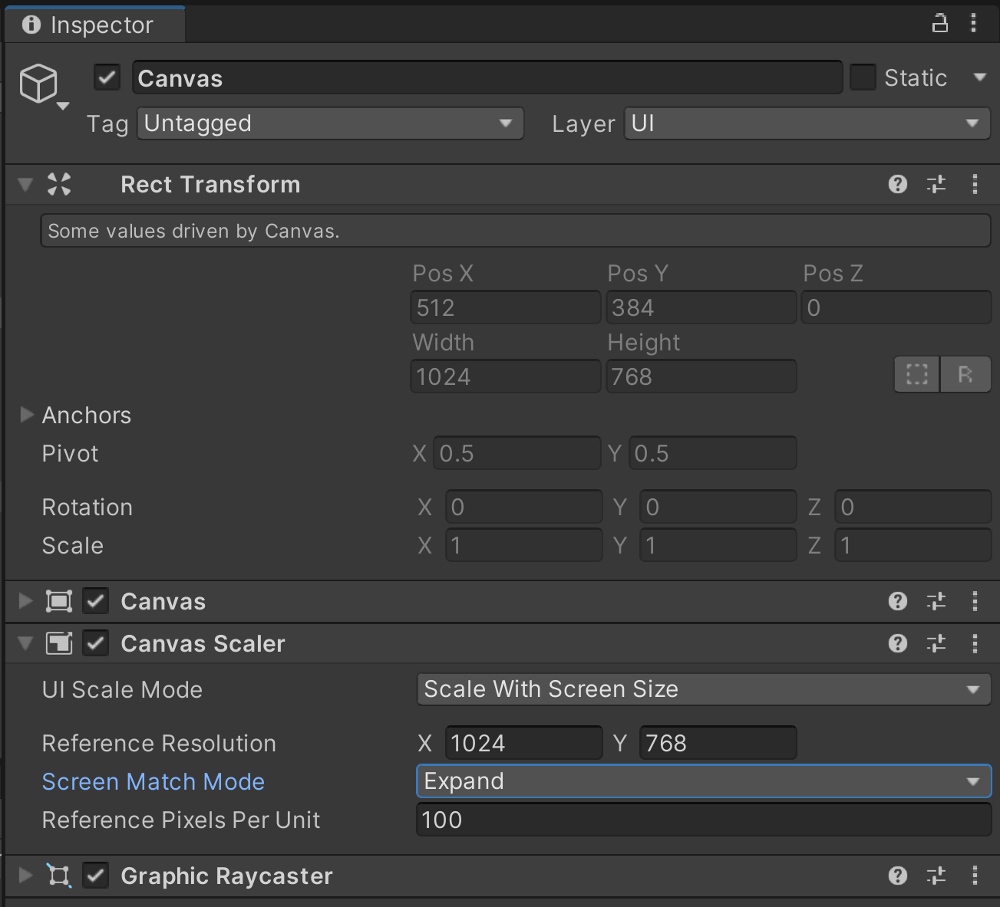 Inspector
Canvas
Static
Tag Untagged Layer UI
Rect Transform
Some values driven by Canvas.
Pos X Pos Y Pos Z
512 384 0
Width Height
1024 768
R
Anchors
Pivot X 0.5 Y 0.5
Rotation X 0 Y 0 Z 0
Scale X 1 Y 1 Z 1
Canvas
Canvas Scaler
UI Scale Mode Scale With Screen Size
Reference Resolution X 1024 Y 768
Screen Match Mode Expand
Reference Pixels Per Unit 100
Graphic Raycaster